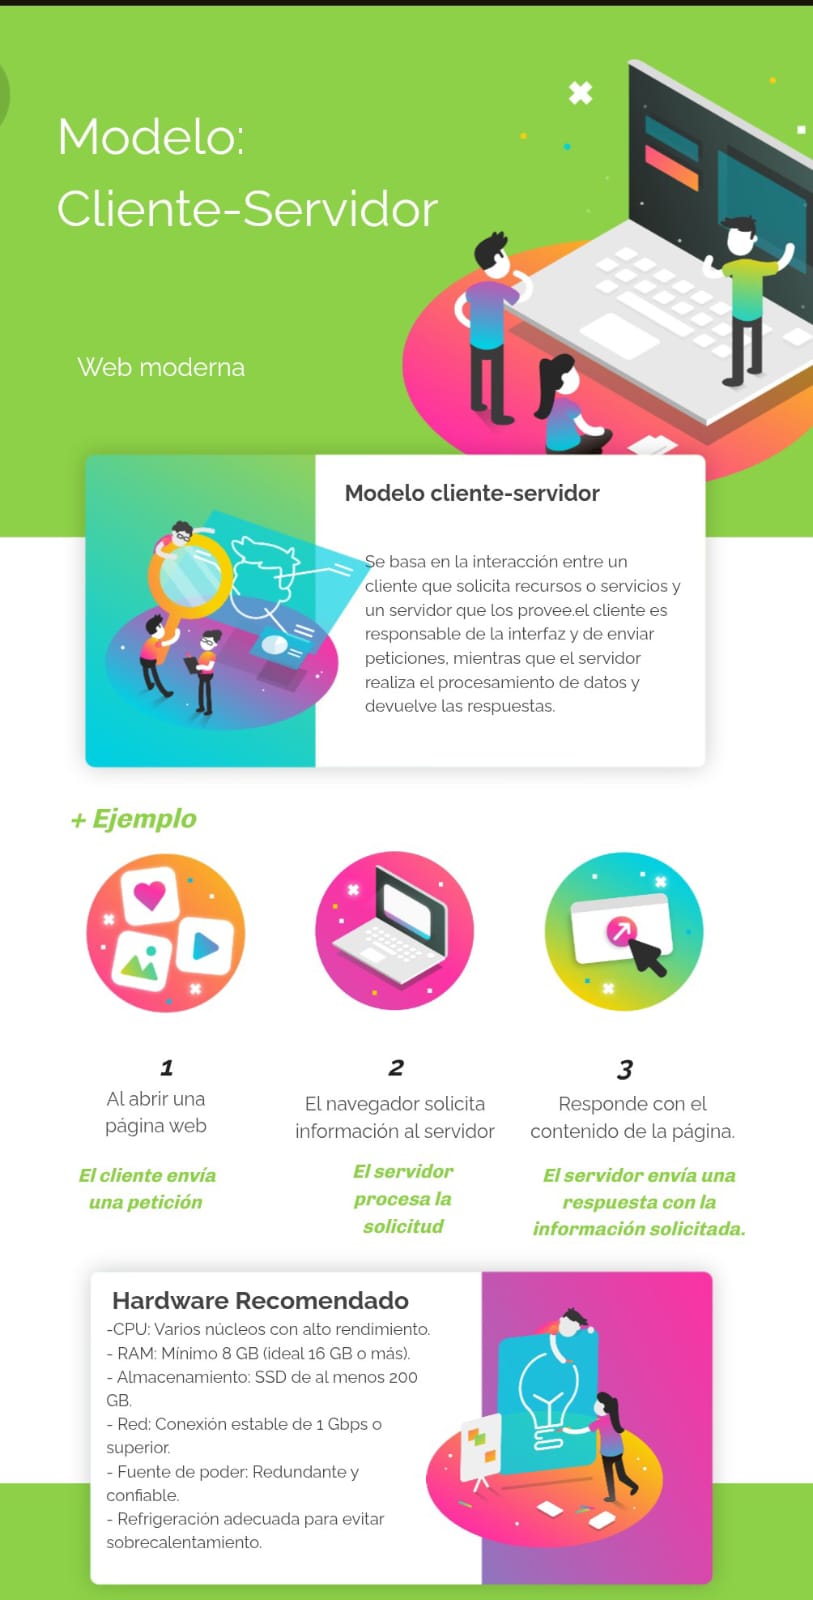 Modelo:
Cliente-Servidor
Web moderna
Modelo cliente-servidor
Se basa en la interacción entre un
cliente que solicita recursos o servicios y
un servidor que los provee.el cliente es
responsable de la interfaz y de enviar
peticiones, mientras que el servidor
realiza el procesamiento de datos y
devuelve las respuestas.
+ Ejemplo
1
Al abrir una
página web
El cliente envía
una petición
2
El navegador solicita
información al servidor
El servidor
procesa la
solicitud
3
Responde con el
contenido de la página.
El servidor envía una
respuesta con la
información solicitada.
Hardware Recomendado
-CPU: Varios núcleos con alto rendimiento.
- RAM: Mínimo 8 GB (ideal 16 GB o más).
- Almacenamiento: SSD de al menos 200
GB.
- Red: Conexión estable de 1 Gbps o
superior.
- Fuente de poder: Redundante y
confiable.
- Refrigeración adecuada para evitar
sobrecalentamiento.